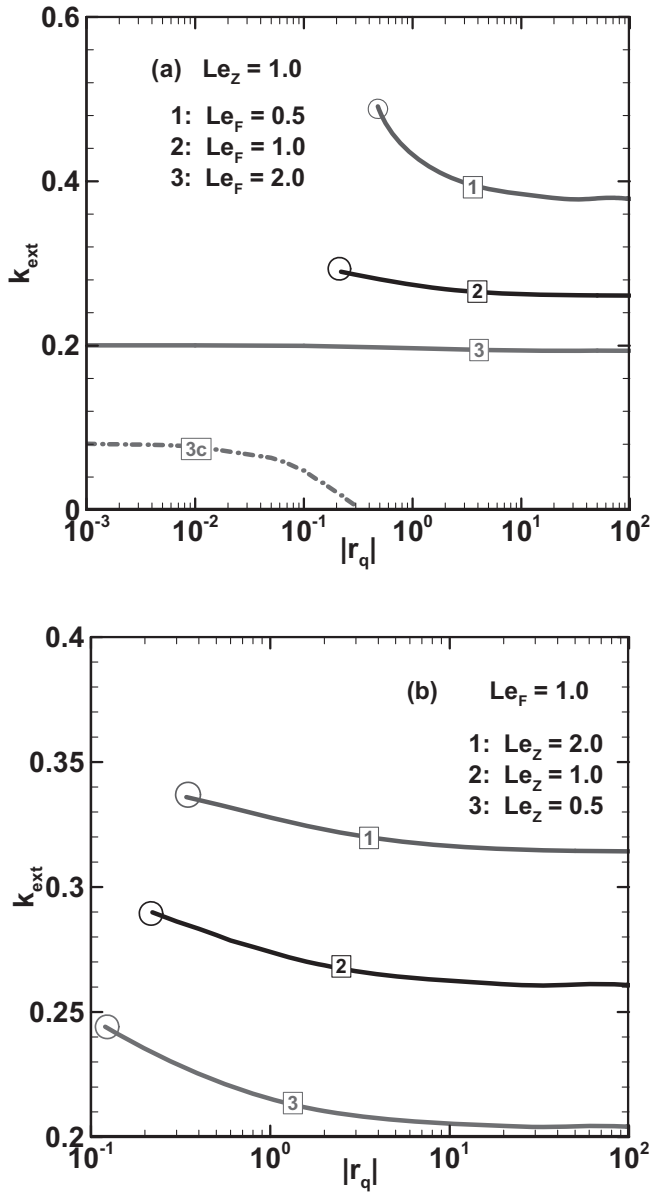 0.6
(a) Le_Z = 1.0
1: Le_F = 0.5
2: Le_F = 1.0
3: Le_F = 2.0
0.4
1
k_ext
2
0.2
3
3c
0
10^-3 10^-2 10^-1 10^0 10^1 10^2
|r_q|
0.4
(b) Le_F = 1.0
1: Le_Z = 2.0
2: Le_Z = 1.0
3: Le_Z = 0.5
0.35
1
k_ext
0.3
2
0.25
3
0.2
10^-1 10^0 10^1 10^2
|r_q|